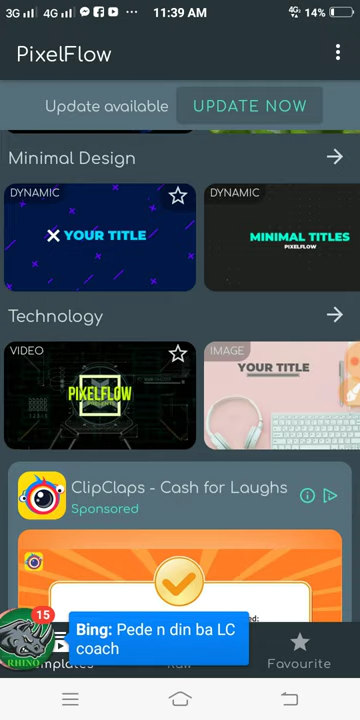 3G 4G ... 11:39 AM 4G 14%
PixelFlow
Update available UPDATE NOW
Minimal Design
DYNAMIC
YOUR TITLE
DYNAMIC
MINIMAL TITLES
PIXELFLOW
Technology
VIDEO
PIXELFLOW
IMAGE
YOUR TITLE
ClipClaps - Cash for Laughs
Sponsored
15
RHINO
Bing: Pede n din ba LC
coach
Favourite